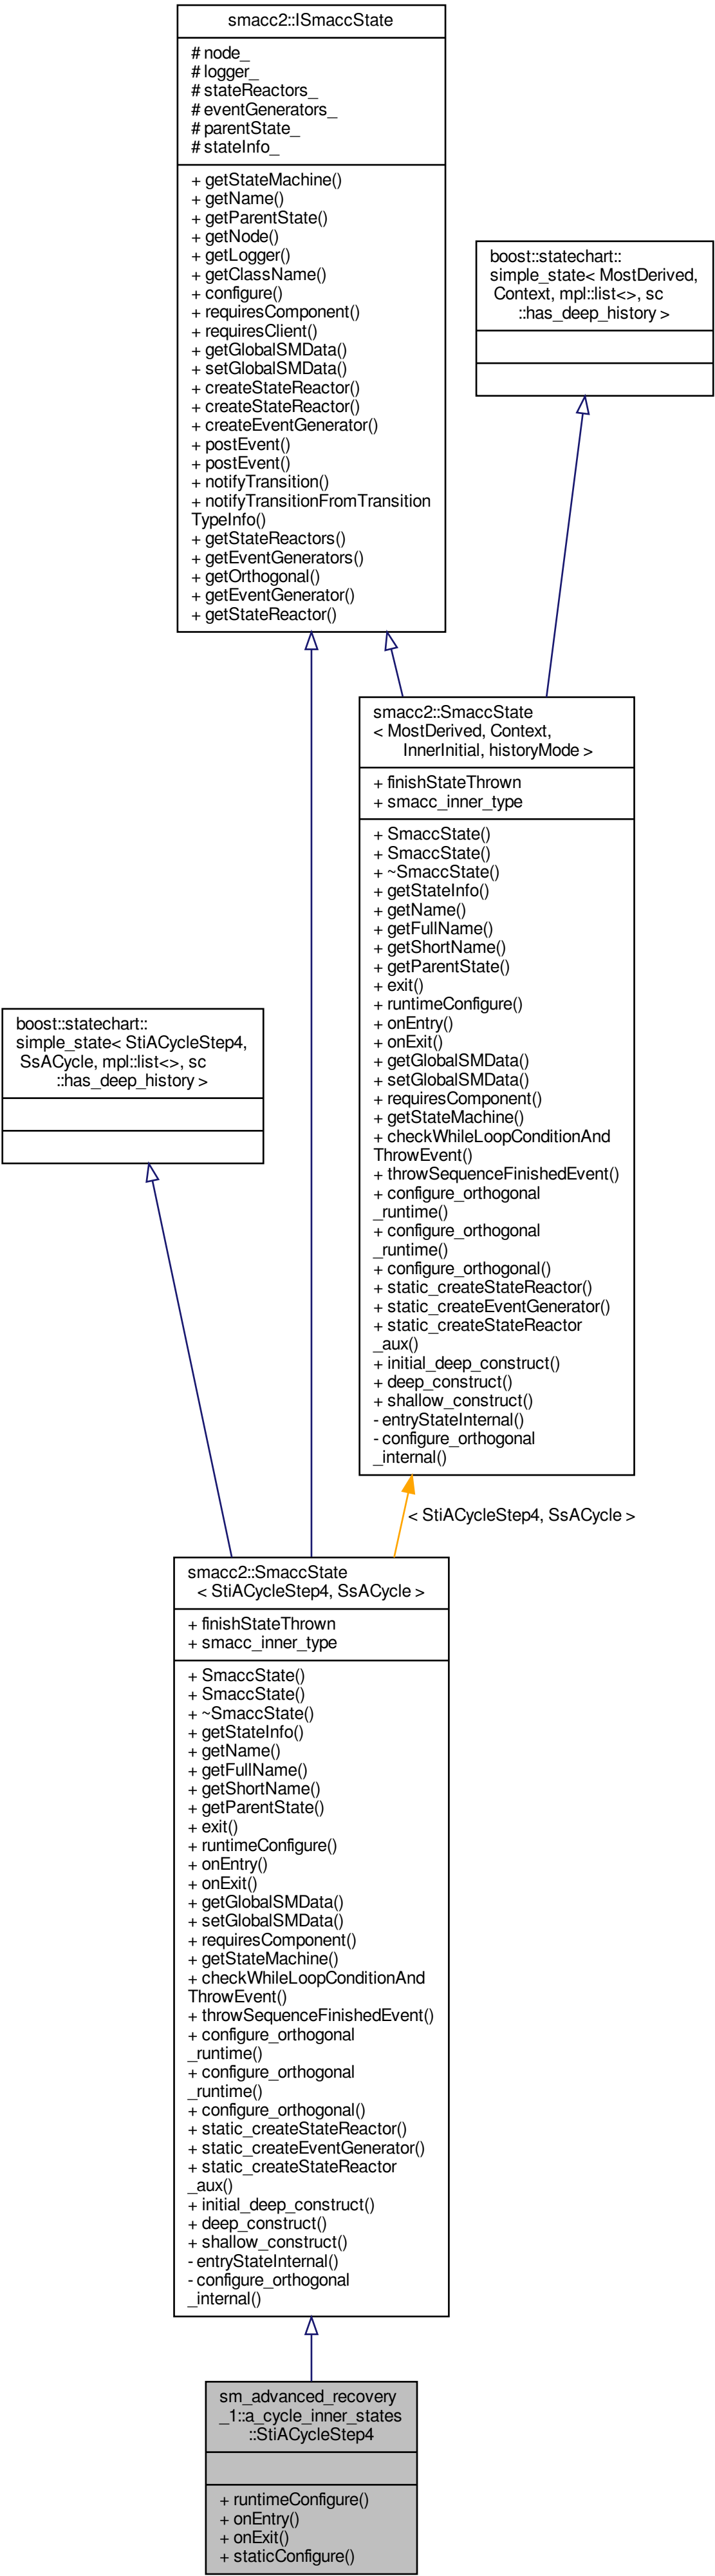 smacc2::ISmaccState
# node_
# logger_
# stateReactors_
# eventGenerators_
# parentState_
# stateInfo_
+ getStateMachine()
+ getName()
+ getParentState()
+ getNode()
+ getLogger()
+ getClassName()
+ configure()
+ requiresComponent()
+ requiresClient()
+ getGlobalSMData()
+ setGlobalSMData()
+ createStateReactor()
+ createStateReactor()
+ createEventGenerator()
+ postEvent()
+ postEvent()
+ notifyTransition()
+ notifyTransitionFromTransition
TypeInfo()
+ getStateReactors()
+ getEventGenerators()
+ getOrthogonal()
+ getEventGenerator()
+ getStateReactor()
boost::statechart::
simple_state< MostDerived,
Context, mpl::list<>, sc
::has_deep_history >
smacc2::SmaccState
< MostDerived, Context,
InnerInitial, historyMode >
+ finishStateThrown
+ smacc_inner_type
+ SmaccState()
+ SmaccState()
+ ~SmaccState()
+ getStateInfo()
+ getName()
+ getFullName()
+ getShortName()
+ getParentState()
+ exit()
+ runtimeConfigure()
+ onEntry()
+ onExit()
+ getGlobalSMData()
+ setGlobalSMData()
+ requiresComponent()
+ getStateMachine()
+ checkWhileLoopConditionAnd
ThrowEvent()
+ throwSequenceFinishedEvent()
+ configure_orthogonal
_runtime()
+ configure_orthogonal
_runtime()
+ configure_orthogonal()
+ static_createStateReactor()
+ static_createEventGenerator()
+ static_createStateReactor
_aux()
+ initial_deep_construct()
+ deep_construct()
+ shallow_construct()
- entryStateInternal()
- configure_orthogonal
_internal()
boost::statechart::
simple_state< StiACycleStep4,
SsACycle, mpl::list<>, sc
::has_deep_history >
< StiACycleStep4, SsACycle >
smacc2::SmaccState
< StiACycleStep4, SsACycle >
+ finishStateThrown
+ smacc_inner_type
+ SmaccState()
+ SmaccState()
+ ~SmaccState()
+ getStateInfo()
+ getName()
+ getFullName()
+ getShortName()
+ getParentState()
+ exit()
+ runtimeConfigure()
+ onEntry()
+ onExit()
+ getGlobalSMData()
+ setGlobalSMData()
+ requiresComponent()
+ getStateMachine()
+ checkWhileLoopConditionAnd
ThrowEvent()
+ throwSequenceFinishedEvent()
+ configure_orthogonal
_runtime()
+ configure_orthogonal
_runtime()
+ configure_orthogonal()
+ static_createStateReactor()
+ static_createEventGenerator()
+ static_createStateReactor
_aux()
+ initial_deep_construct()
+ deep_construct()
+ shallow_construct()
- entryStateInternal()
- configure_orthogonal
_internal()
sm_advanced_recovery
_1::a_cycle_inner_states
::StiACycleStep4
+ runtimeConfigure()
+ onEntry()
+ onExit()
+ staticConfigure()